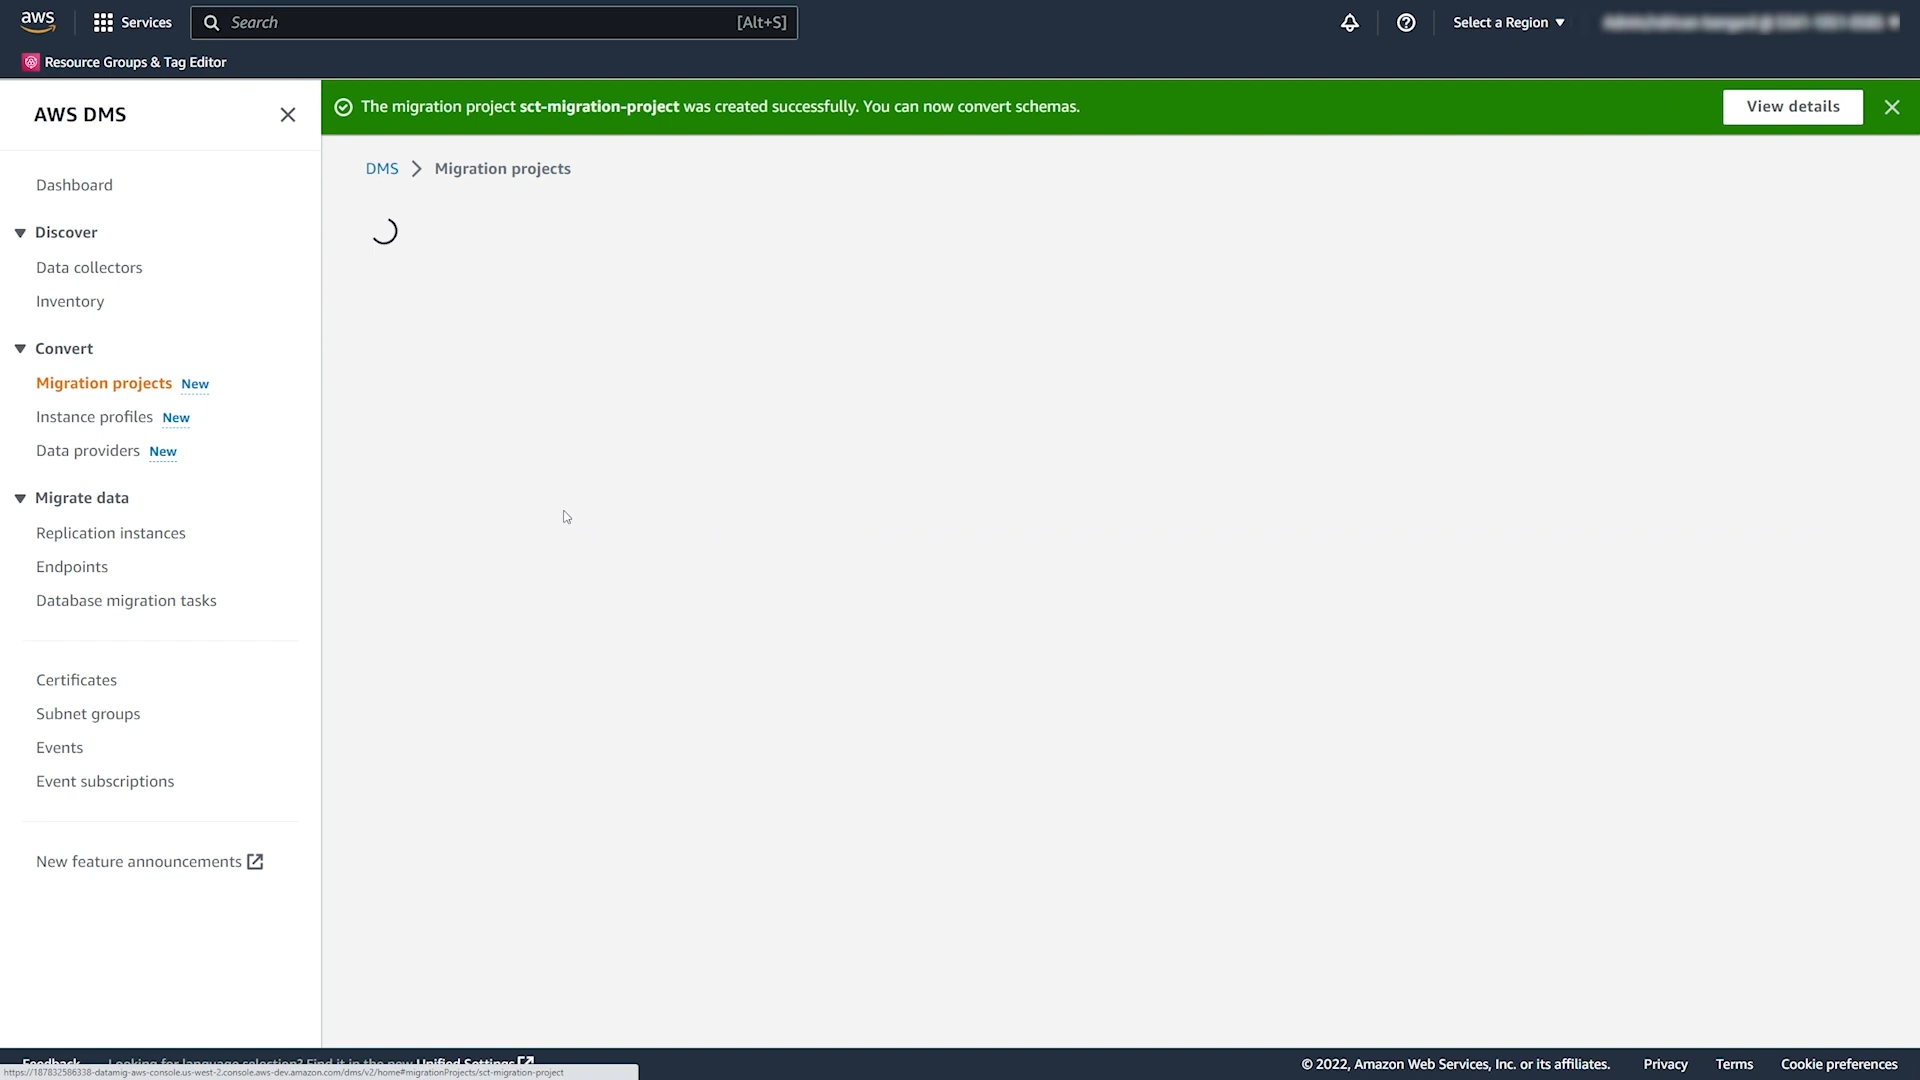 aws
Services
Search
[Alt+S]
Select a Region
Resource Groups & Tag Editor
AWS DMS
The migration project sct-migration-project was created successfully. You can now convert schemas.
View details
DMS
Migration projects
Dashboard
Discover
Data collectors
Inventory
Convert
Migration projects New
Instance profiles New
Data providers New
Migrate data
Replication instances
Endpoints
Database migration tasks
Certificates
Subnet groups
Events
Event subscriptions
New feature announcements
Feedback
Looking for language selection? Find it in the new Unified Settings
© 2022, Amazon Web Services, Inc. or its affiliates.
Privacy
Terms
Cookie preferences
https://187832586338-datamig-aws-console.us-west-2.console.aws-dev.amazon.com/dms/v2/home#migrationProjects/sct-migration-project